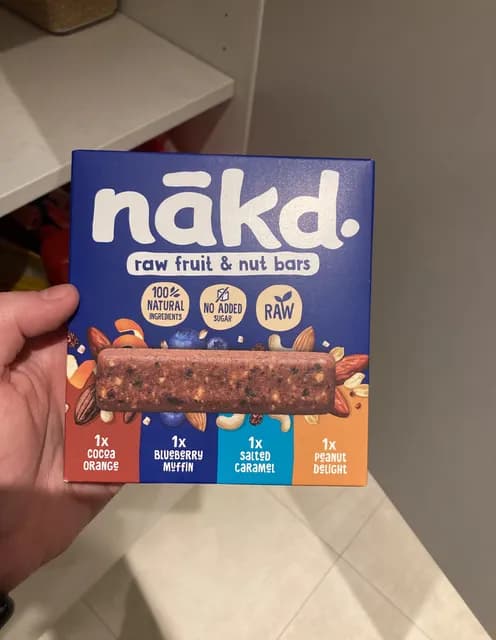 nākd.
raw fruit & nut bars
100%
NATURAL
INGREDIENTS
NO ADDED
SUGAR
RAW
1x
COCOA
ORANGE
1x
BLUEBERRY
MUFFIN
1x
SALTED
CARAMEL
1x
PEANUT
DELIGHT